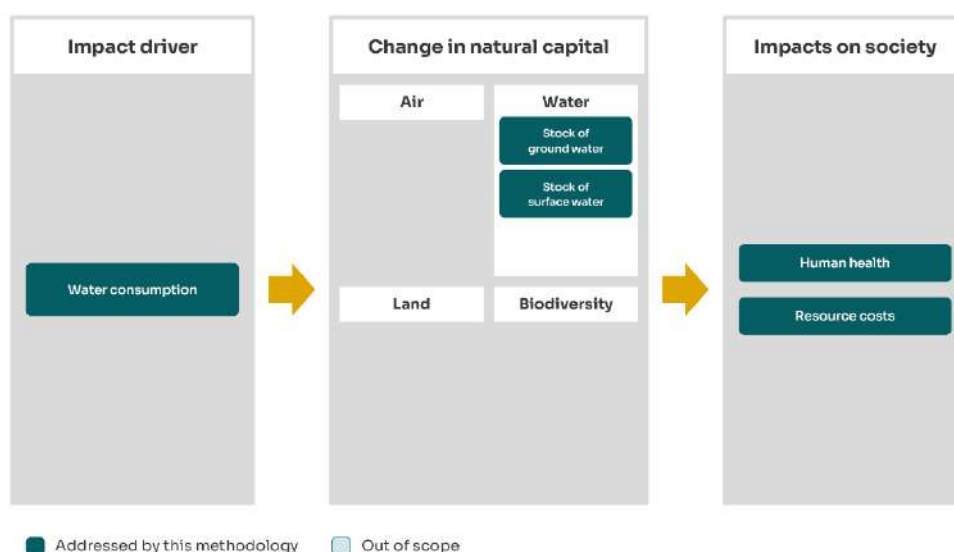 Impact driver
Water consumption
Change in natural capital
Air
Water
Stock of
ground water
Stock of
surface water
Land
Biodiversity
Impacts on society
Human health
Resource costs
Addressed by this methodology
Out of scope